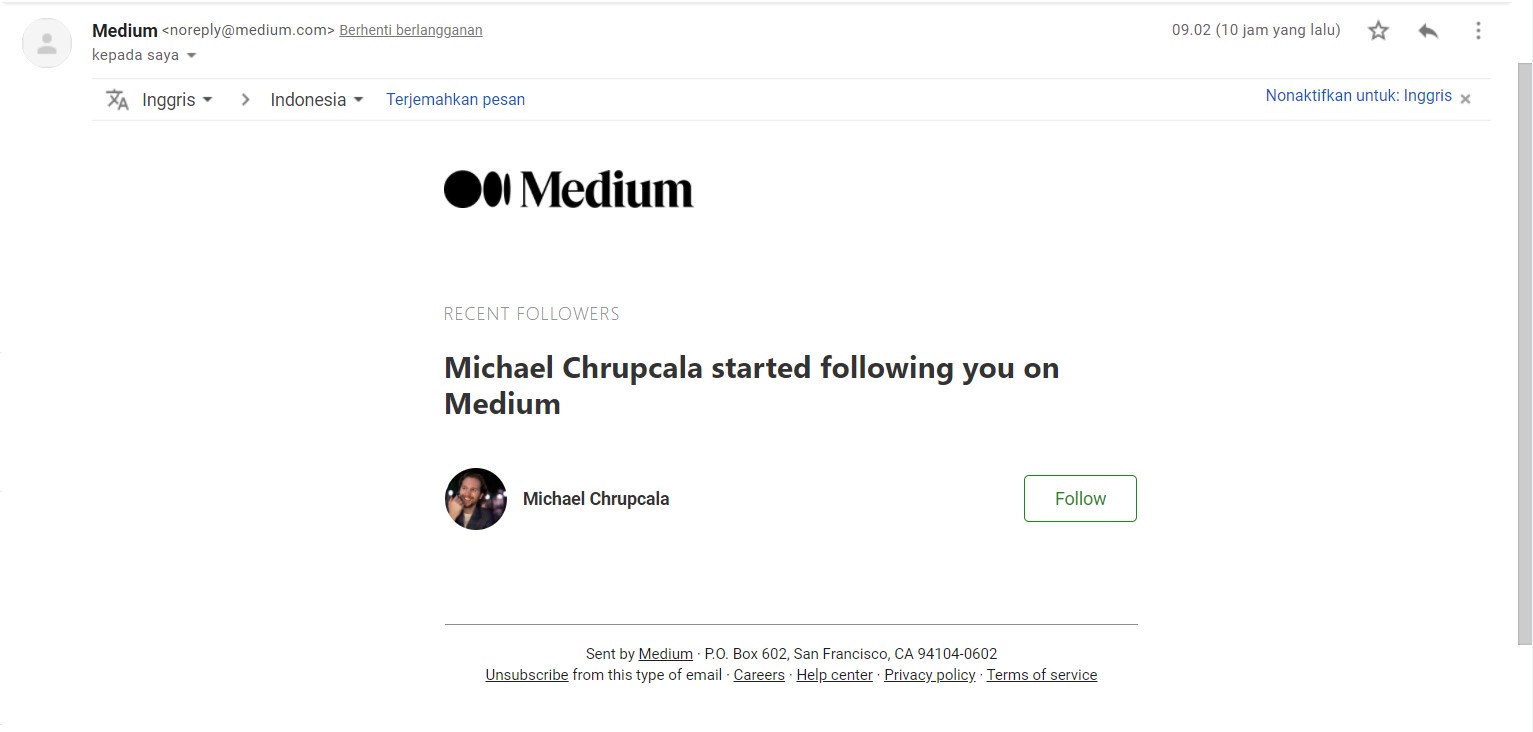 Medium <noreply@medium.com> Berhenti berlangganan
09.02 (10 jam yang lalu)
kepada saya
Inggris
Indonesia
Terjemahkan pesan
Nonaktifkan untuk: Inggris
Medium
RECENT FOLLOWERS
Michael Chrupcala started following you on
Medium
Michael Chrupcala
Follow
Sent by Medium · P.O. Box 602, San Francisco, CA 94104-0602
Unsubscribe from this type of email · Careers · Help center · Privacy policy · Terms of service